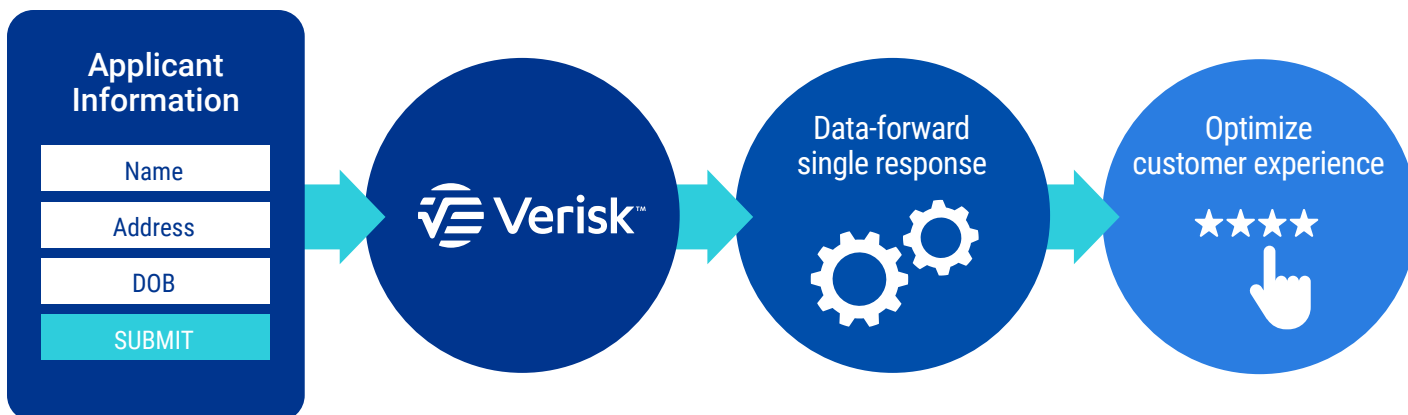 Applicant
Information
Name
Address
DOB
SUBMIT
Verisk™
Data-forward
single response
Optimize
customer experience